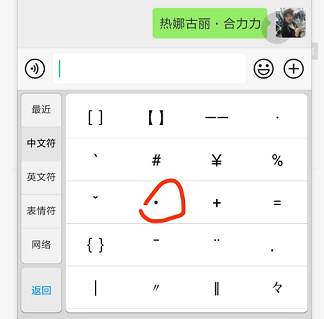 热娜古丽·合力力
最近
[ ] 【 】 —— ·
中文符
` # ¥ %
英文符
ˇ · + =
表情符
{ } ˉ ¨ .
网络
返回
| 〃 ‖ 々